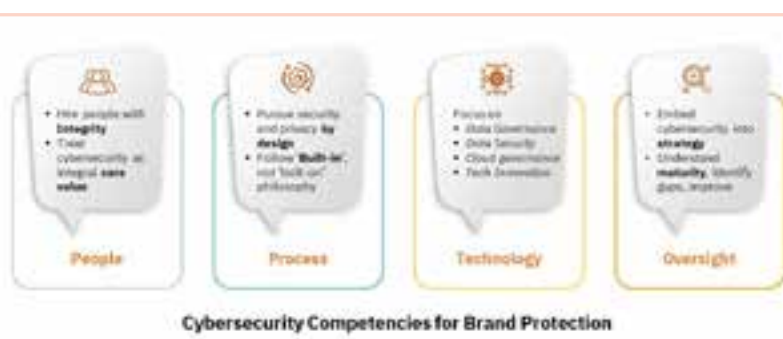 • Hire people with
integrity
• Treat
cybersecurity as
integral core
value
People
• Pursue security
and privacy by
design
• Follow 'Built-in',
not 'bolt on'
philosophy
Process
Focus on
• Data Governance
• Data Security
• Cloud governance
• Tech Innovation
Technology
• Embed
cybersecurity into
strategy
• Understand
maturity, identify
gaps, improve
Oversight
Cybersecurity Competencies for Brand Protection